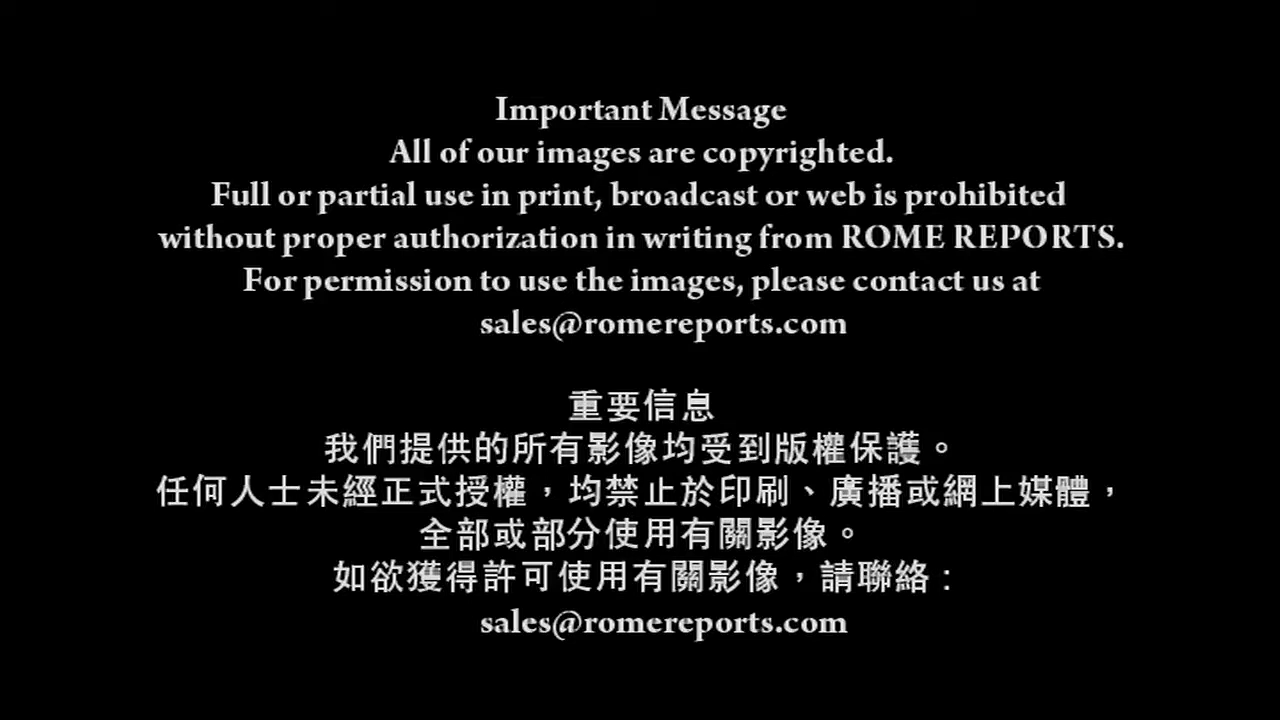 Important Message
All of our images are copyrighted.
Full or partial use in print, broadcast or web is prohibited
without proper authorization in writing from ROME REPORTS.
For permission to use the images, please contact us at
sales@romereports.com
重要信息
我們提供的所有影像均受到版權保護。
任何人士未經正式授權，均禁止於印刷、廣播或網上媒體，
全部或部分使用有關影像。
如欲獲得許可使用有關影像，請聯絡：
sales@romereports.com